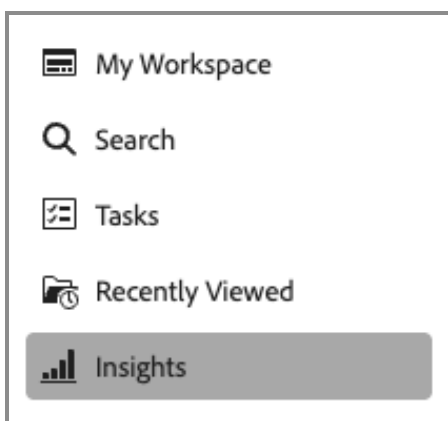 My Workspace
Search
Tasks
Recently Viewed
Insights